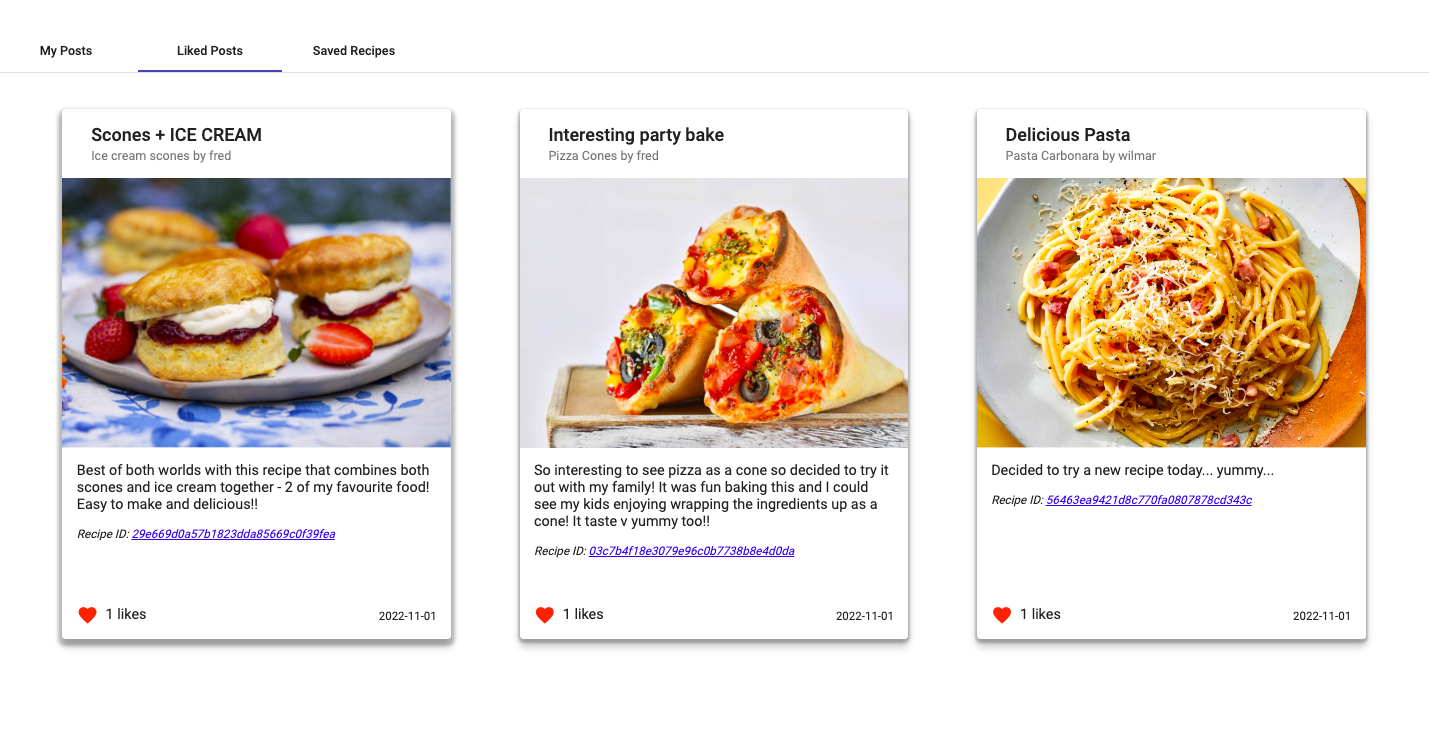 My Posts
Liked Posts
Saved Recipes
Scones + ICE CREAM
Ice cream scones by fred
Best of both worlds with this recipe that combines both
scones and ice cream together - 2 of my favourite food!
Easy to make and delicious!!
Recipe ID: 29e669d0a57b1823dda85669c0f39fea
1 likes
2022-11-01
Interesting party bake
Pizza Cones by fred
So interesting to see pizza as a cone so decided to try it
out with my family! It was fun baking this and I could
see my kids enjoying wrapping the ingredients up as a
cone! It taste v yummy too!!
Recipe ID: 03c7b4f18e3079e96c0b7738b8e4d0da
1 likes
2022-11-01
Delicious Pasta
Pasta Carbonara by wilmar
Decided to try a new recipe today... yummy...
Recipe ID: 56463ea9421d8c770fa0807878cd343c
1 likes
2022-11-01